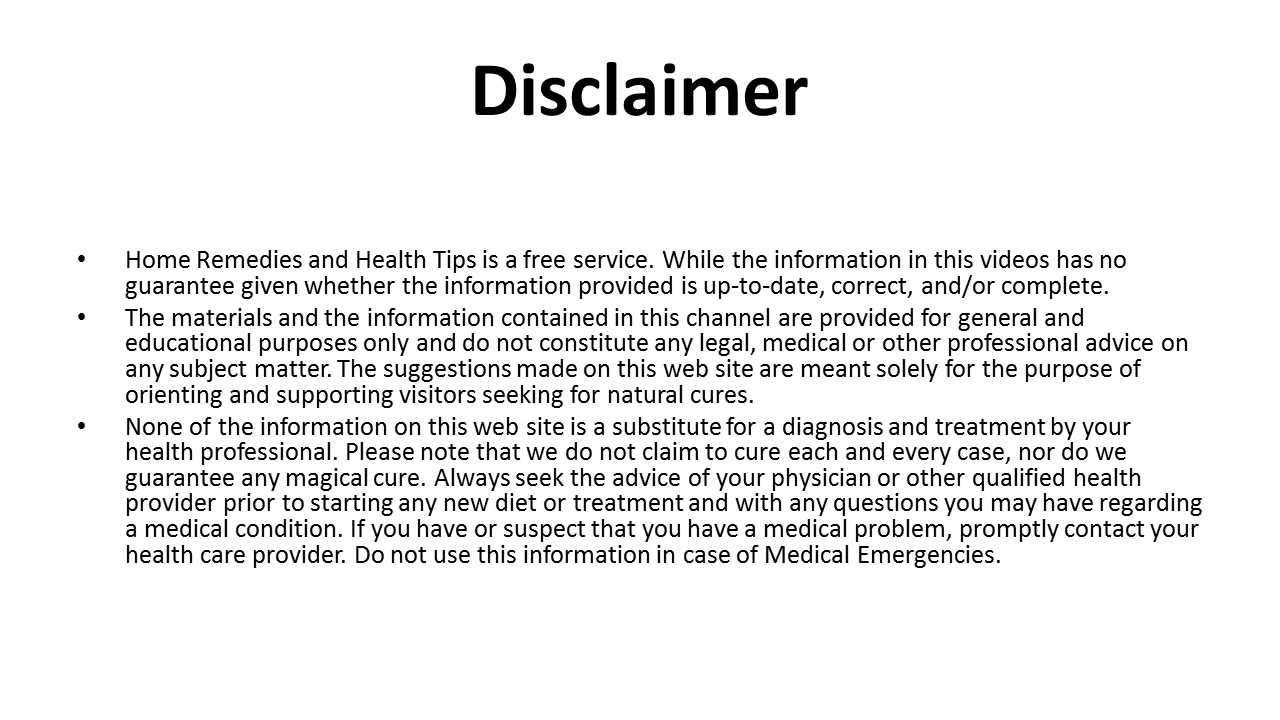 Disclaimer
• Home Remedies and Health Tips is a free service. While the information in this videos has no
guarantee given whether the information provided is up-to-date, correct, and/or complete.
• The materials and the information contained in this channel are provided for general and
educational purposes only and do not constitute any legal, medical or other professional advice on
any subject matter. The suggestions made on this web site are meant solely for the purpose of
orienting and supporting visitors seeking for natural cures.
• None of the information on this web site is a substitute for a diagnosis and treatment by your
health professional. Please note that we do not claim to cure each and every case, nor do we
guarantee any magical cure. Always seek the advice of your physician or other qualified health
provider prior to starting any new diet or treatment and with any questions you may have regarding
a medical condition. If you have or suspect that you have a medical problem, promptly contact your
health care provider. Do not use this information in case of Medical Emergencies.